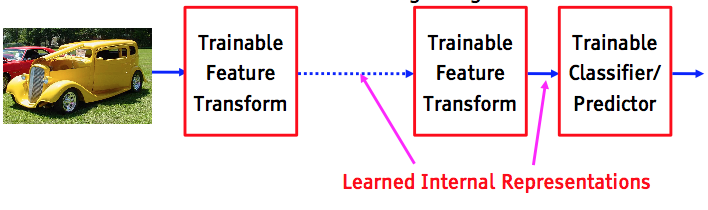 Trainable
Feature
Transform
Trainable
Feature
Transform
Trainable
Classifier/
Predictor
Learned Internal Representations